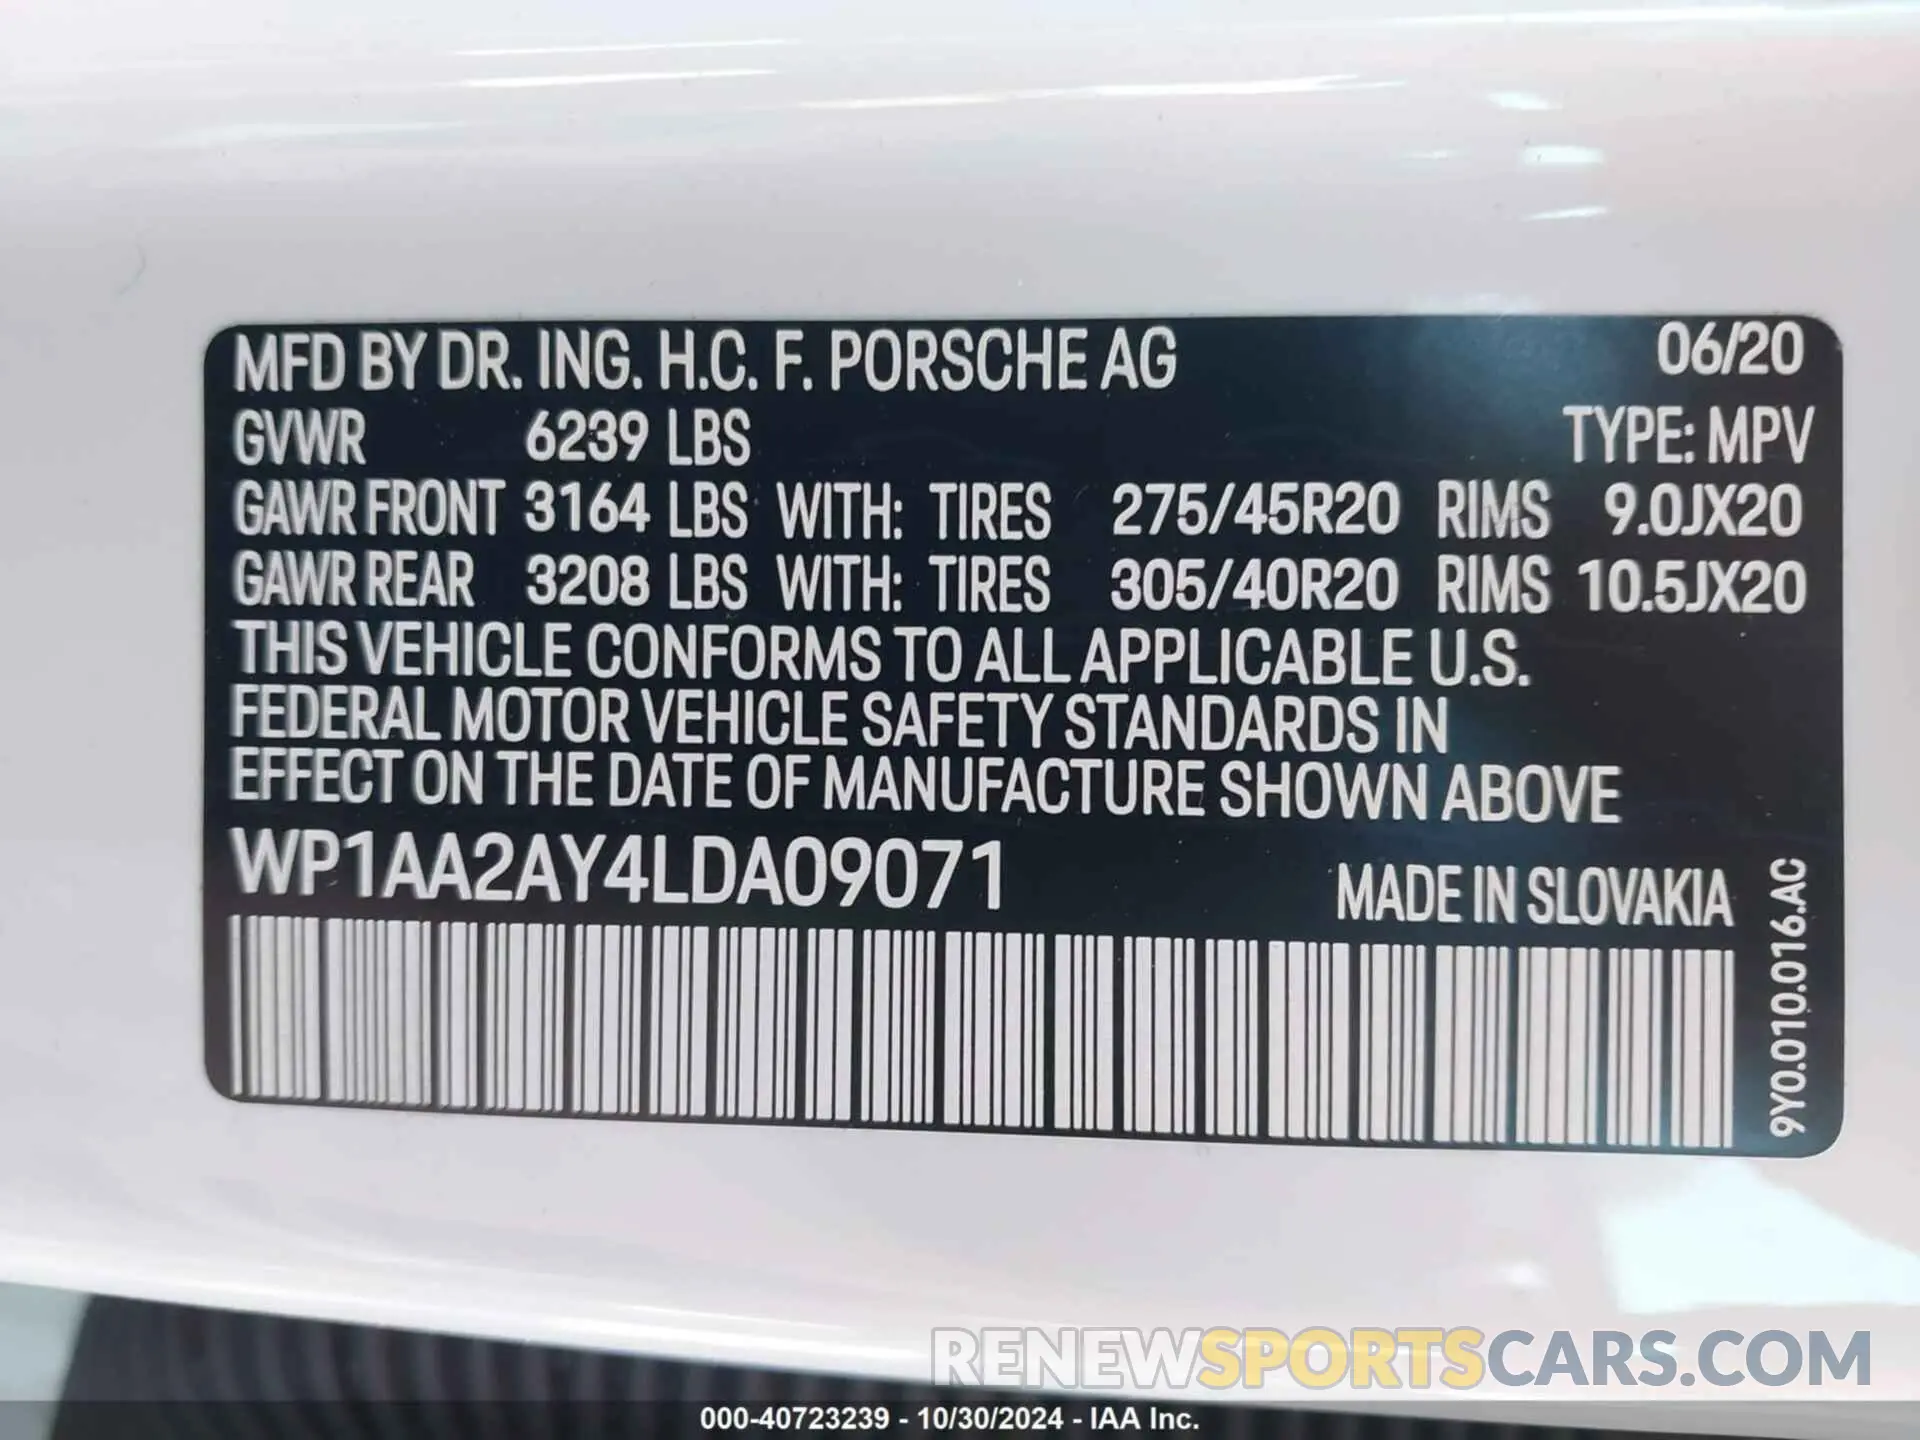 MFD BY DR. ING. H.C. F. PORSCHE AG 06/20
GVWR 6239 LBS TYPE: MPV
GAWR FRONT 3164 LBS WITH: TIRES 275/45R20 RIMS 9.0JX20
GAWR REAR 3208 LBS WITH: TIRES 305/40R20 RIMS 10.5JX20
THIS VEHICLE CONFORMS TO ALL APPLICABLE U.S.
FEDERAL MOTOR VEHICLE SAFETY STANDARDS IN
EFFECT ON THE DATE OF MANUFACTURE SHOWN ABOVE
WP1AA2AY4LDA09071
MADE IN SLOVAKIA
9Y0.010.016.AC
RENEWSPORTSCARS.COM
000-40723239 - 10/30/2024 - IAA Inc.